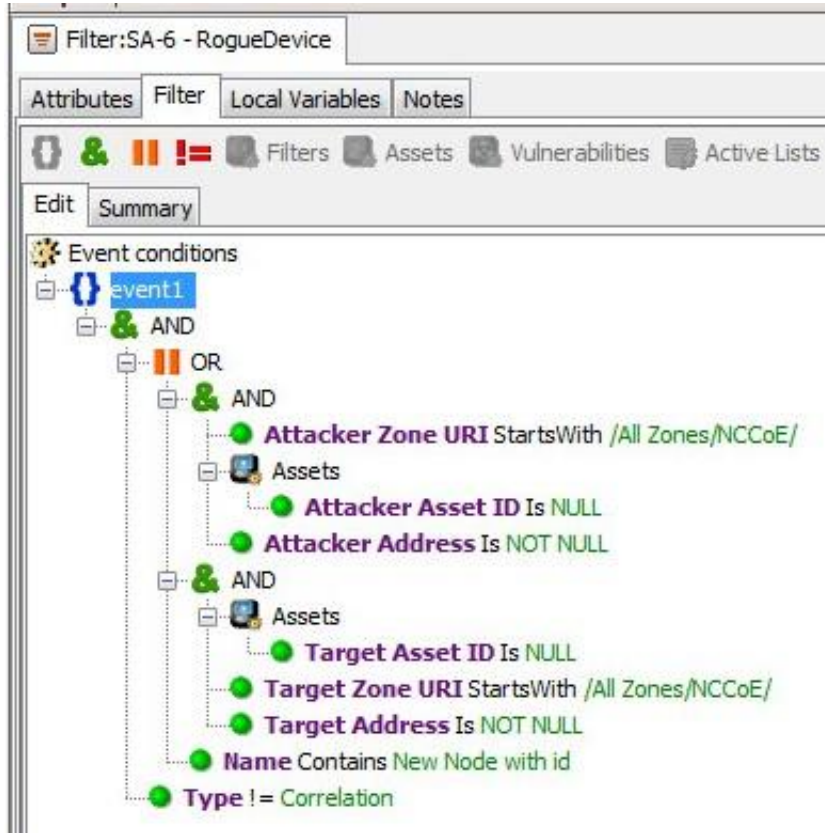 Filter:SA-6 - RogueDevice
Attributes Filter Local Variables Notes
{} & != Filters Assets Vulnerabilities Active Lists
Edit Summary
Event conditions
{} event1
& AND
OR
& AND
Attacker Zone URI StartsWith /All Zones/NCCoE/
Assets
Attacker Asset ID Is NULL
Attacker Address Is NOT NULL
& AND
Assets
Target Asset ID Is NULL
Target Zone URI StartsWith /All Zones/NCCoE/
Target Address Is NOT NULL
Name Contains New Node with id
Type != Correlation